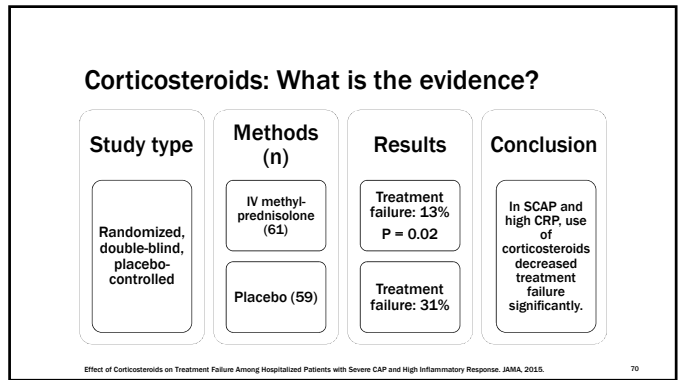 Corticosteroids: What is the evidence?
Study type
Randomized,
double-blind,
placebo-
controlled
Methods
(n)
IV methyl-
prednisolone
(61)
Placebo (59)
Results
Treatment
failure: 13%
P = 0.02
Treatment
failure: 31%
Conclusion
In SCAP and
high CRP, use
of
corticosteroids
decreased
treatment
failure
significantly.
Effect of Corticosteroids on Treatment Failure Among Hospitalized Patients with Severe CAP and High Inflammatory Response. JAMA, 2015.
70